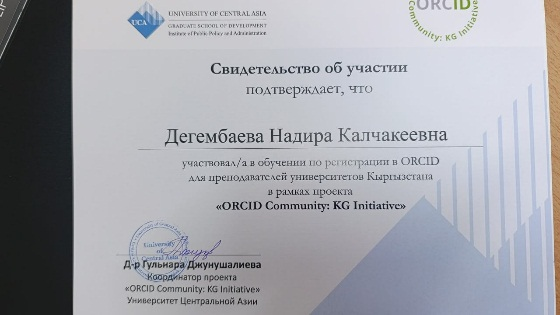 UCA
UNIVERSITY OF CENTRAL ASIA
GRADUATE SCHOOL OF DEVELOPMENT
Institute of Public Policy and Administration
ORCID
Community: KG Initiative
Свидетельство об участии
подтверждает, что
Дегембаева Надира Калчакеевна
участвовал/а в обучении по регистрации в ORCID
для преподавателей университетов Кыргызстана
в рамках проекта
«ORCID Community: KG Initiative»
University
of
Central Asia
Д-р Гульнара Джунушалиева
Координатор проекта
«ORCID Community: KG Initiative»
Университет Центральной Азии